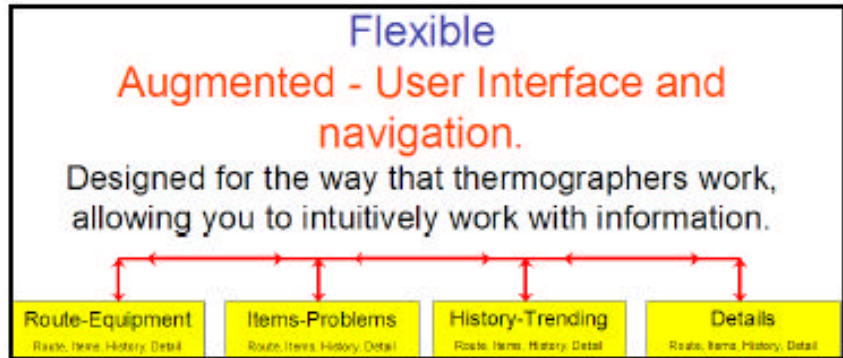 Flexible
Augmented - User Interface and
navigation.
Designed for the way that thermographers work,
allowing you to intuitively work with information.
Route-Equipment Items-Problems History-Trending Details
Route, Items, History, Detail Route, Items, History, Detail Route, Items, History, Detail Route, Items, History, Detail